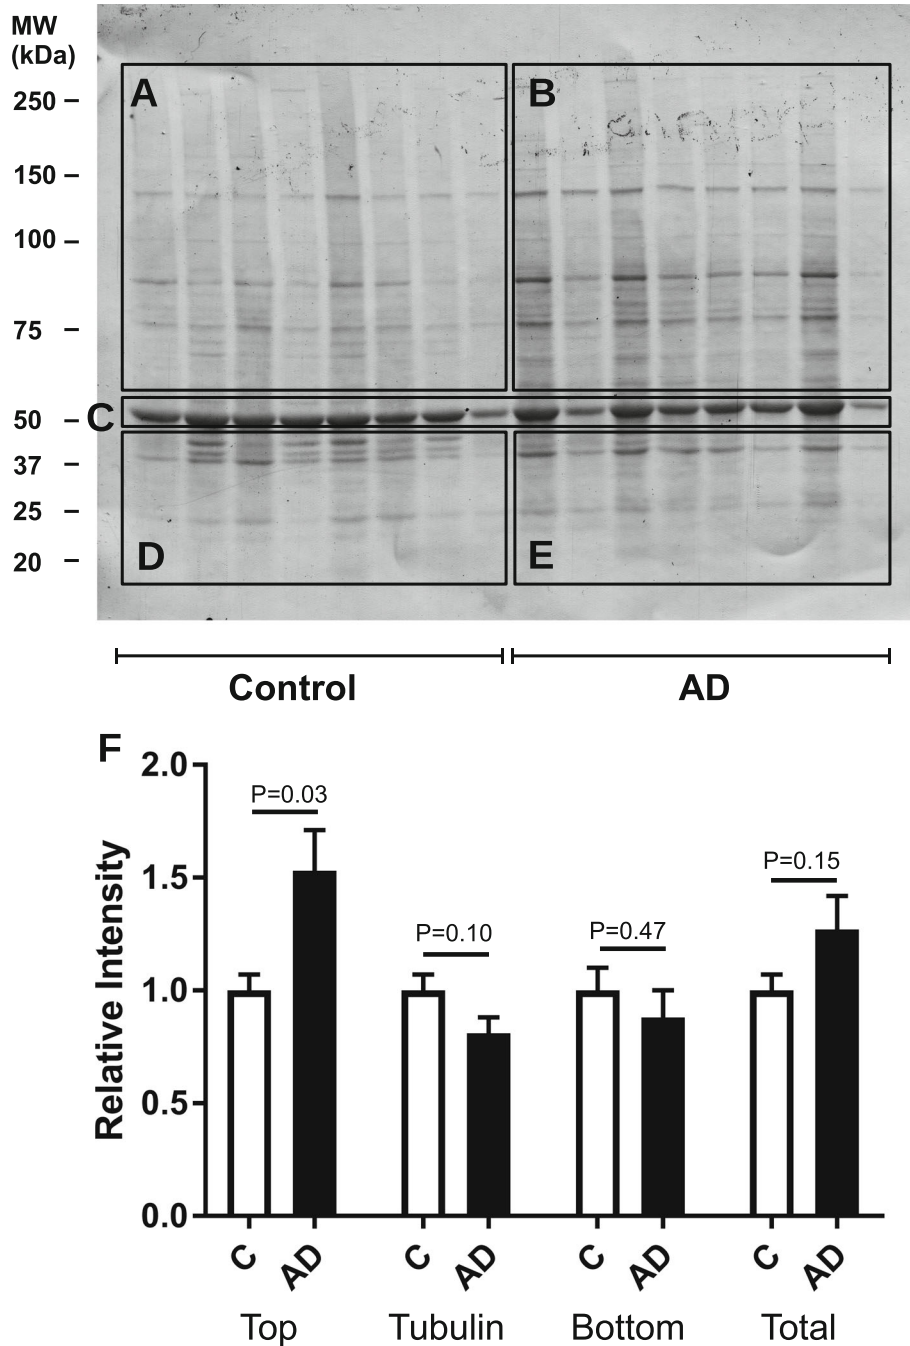 MW
(kDa)
A
B
250
150
100
75
C
50
37
25
20
D
E
Control
AD
F
2.0
P=0.03
P=0.15
1.5
P=0.10
P=0.47
1.0
0.5
0.0
Relative Intensity
C
AD
C
AD
C
AD
C
AD
Top
Tubulin
Bottom
Total